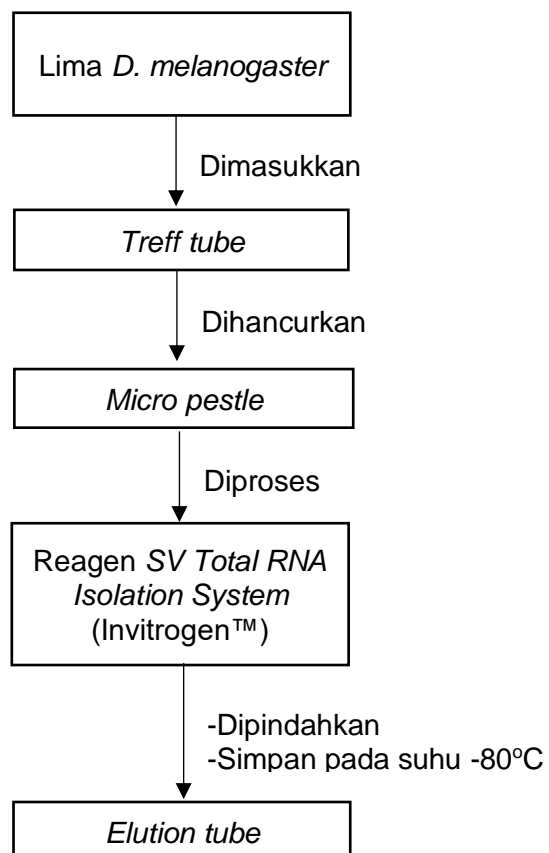 Lima D. melanogaster
Dimasukkan
Treff tube
Dihancurkan
Micro pestle
Diproses
Reagen SV Total RNA
Isolation System
(Invitrogen™)
-Dipindahkan
-Simpan pada suhu -80ºC
Elution tube